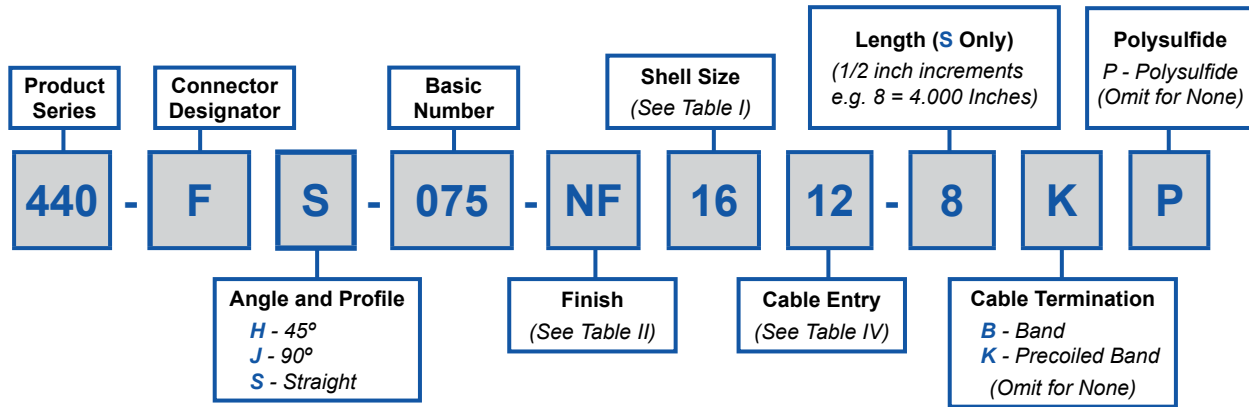 Product
Series
Connector
Designator
Basic
Number
Shell Size
(See Table I)
Length (S Only)
(1/2 inch increments
e.g. 8 = 4.000 Inches)
Polysulfide
P - Polysulfide
(Omit for None)
440 - F S - 075 - NF 16 12 - 8 K P
Angle and Profile
H - 45º
J - 90º
S - Straight
Finish
(See Table II)
Cable Entry
(See Table IV)
Cable Termination
B - Band
K - Precoiled Band
(Omit for None)